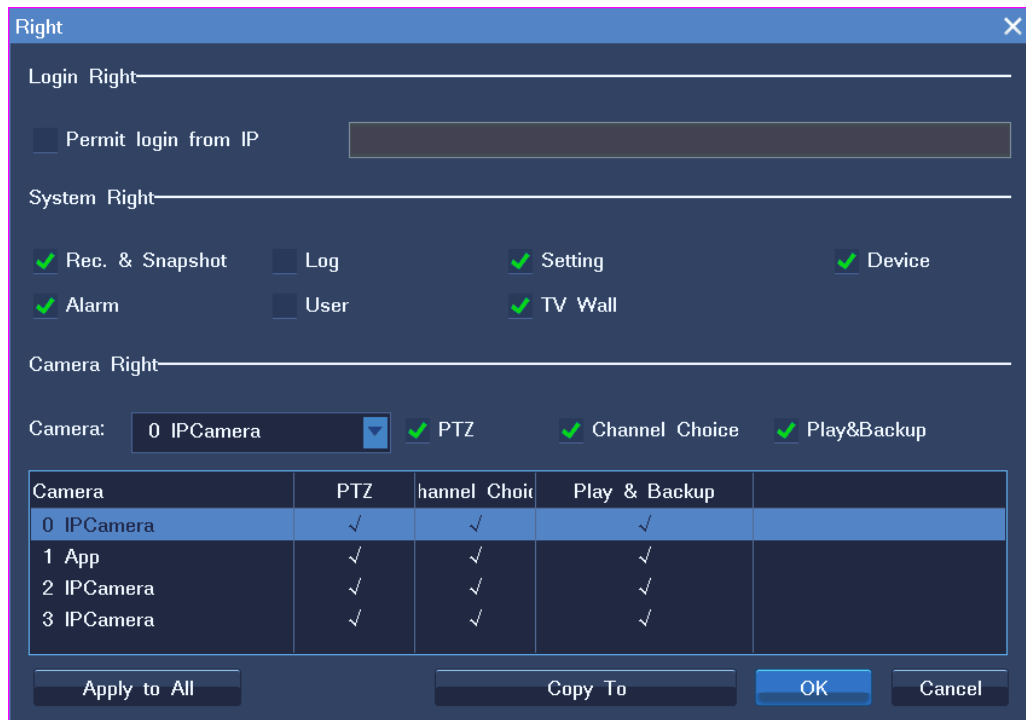 Right
Login Right
Permit login from IP
System Right
Rec. & Snapshot Log Setting Device
Alarm User TV Wall
Camera Right
Camera: 0 IPCamera PTZ Channel Choice Play&Backup
Camera PTZ hannel Choic Play & Backup
0 IPCamera √ √ √
1 App √ √ √
2 IPCamera √ √ √
3 IPCamera √ √ √
Apply to All Copy To OK Cancel